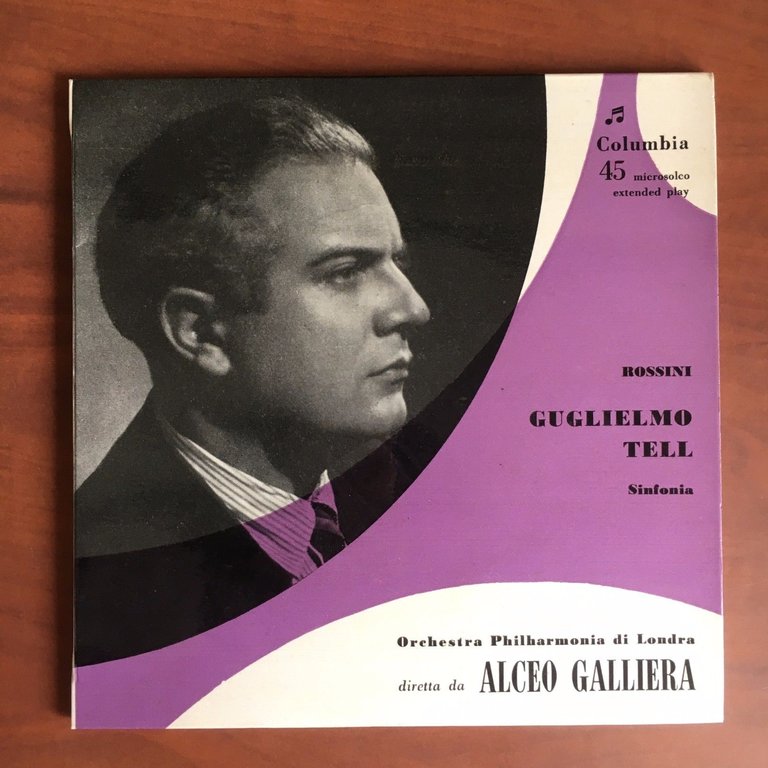 Columbia
45 microsolco
extended play
ROSSINI
GUGLIELMO
TELL
Sinfonia
Orchestra Philharmonia di Londra
diretta da ALCEO GALLIERA